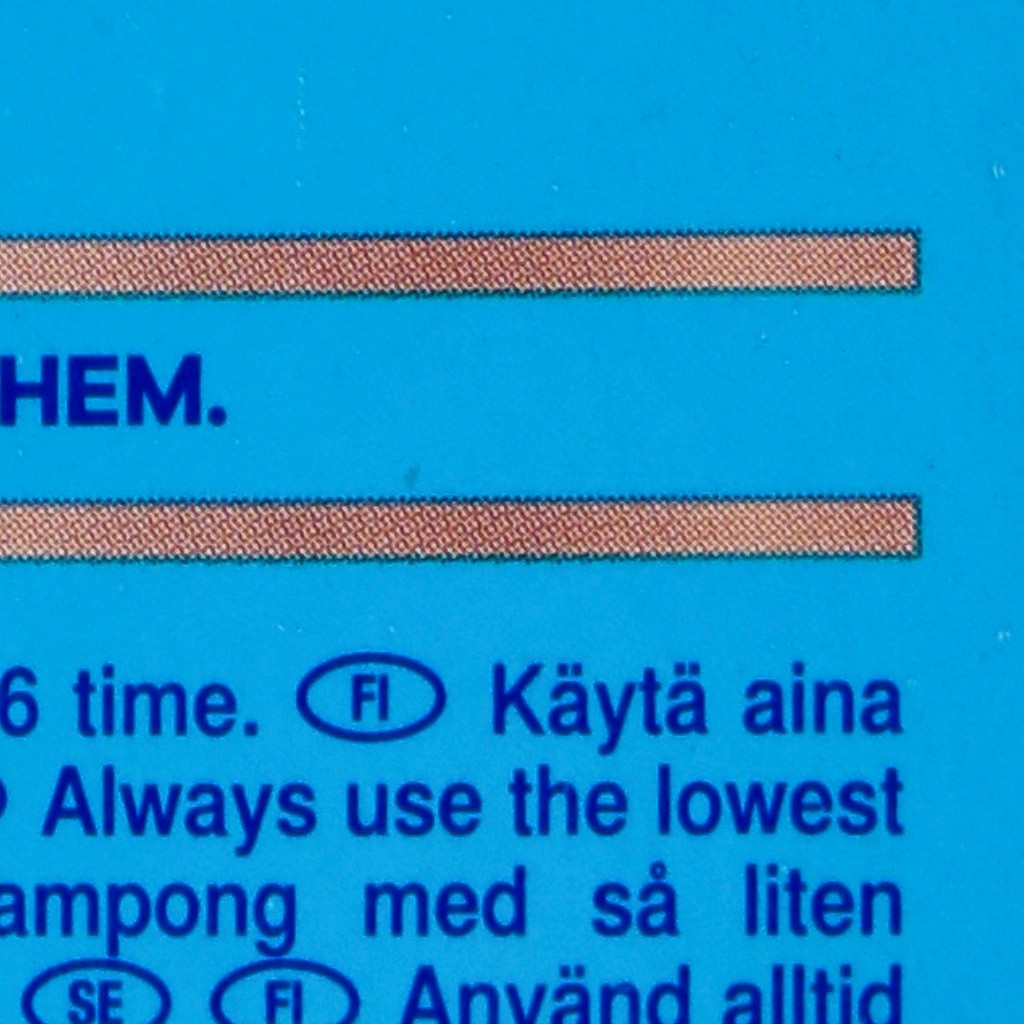 HEM.
6 time. FI Käytä aina
Always use the lowest
ampong med så liten
SE FI Använd alltid